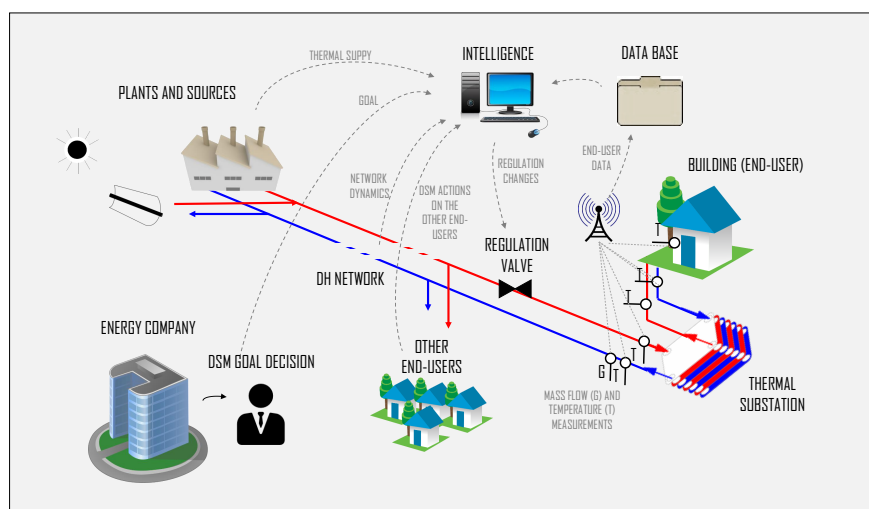 THERMAL SUPPY
INTELLIGENCE
DATA BASE
PLANTS AND SOURCES
GOAL
END-USER
DATA
REGULATION
CHANGES
BUILDING (END-USER)
NETWORK
DYNAMICS
DSM ACTIONS
ON THE
OTHER END-
USERS
T
REGULATION
VALVE
DH NETWORK
T
T
ENERGY COMPANY
DSM GOAL DECISION
OTHER
END-USERS
T
G
T
THERMAL
SUBSTATION
MASS FLOW (G) AND
TEMPERATURE (T)
MEASUREMENTS